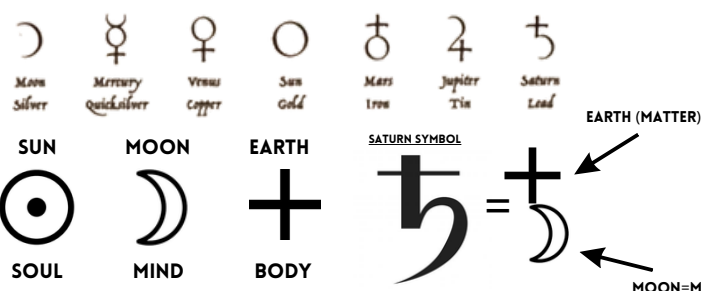 Moon Mercury Venus Sun Mars Jupiter Saturn
Silver Quicksilver Copper Gold Iron Tin Lead
EARTH (MATTER)
SUN MOON EARTH
SATURN SYMBOL
=
SOUL MIND BODY
MOON=M